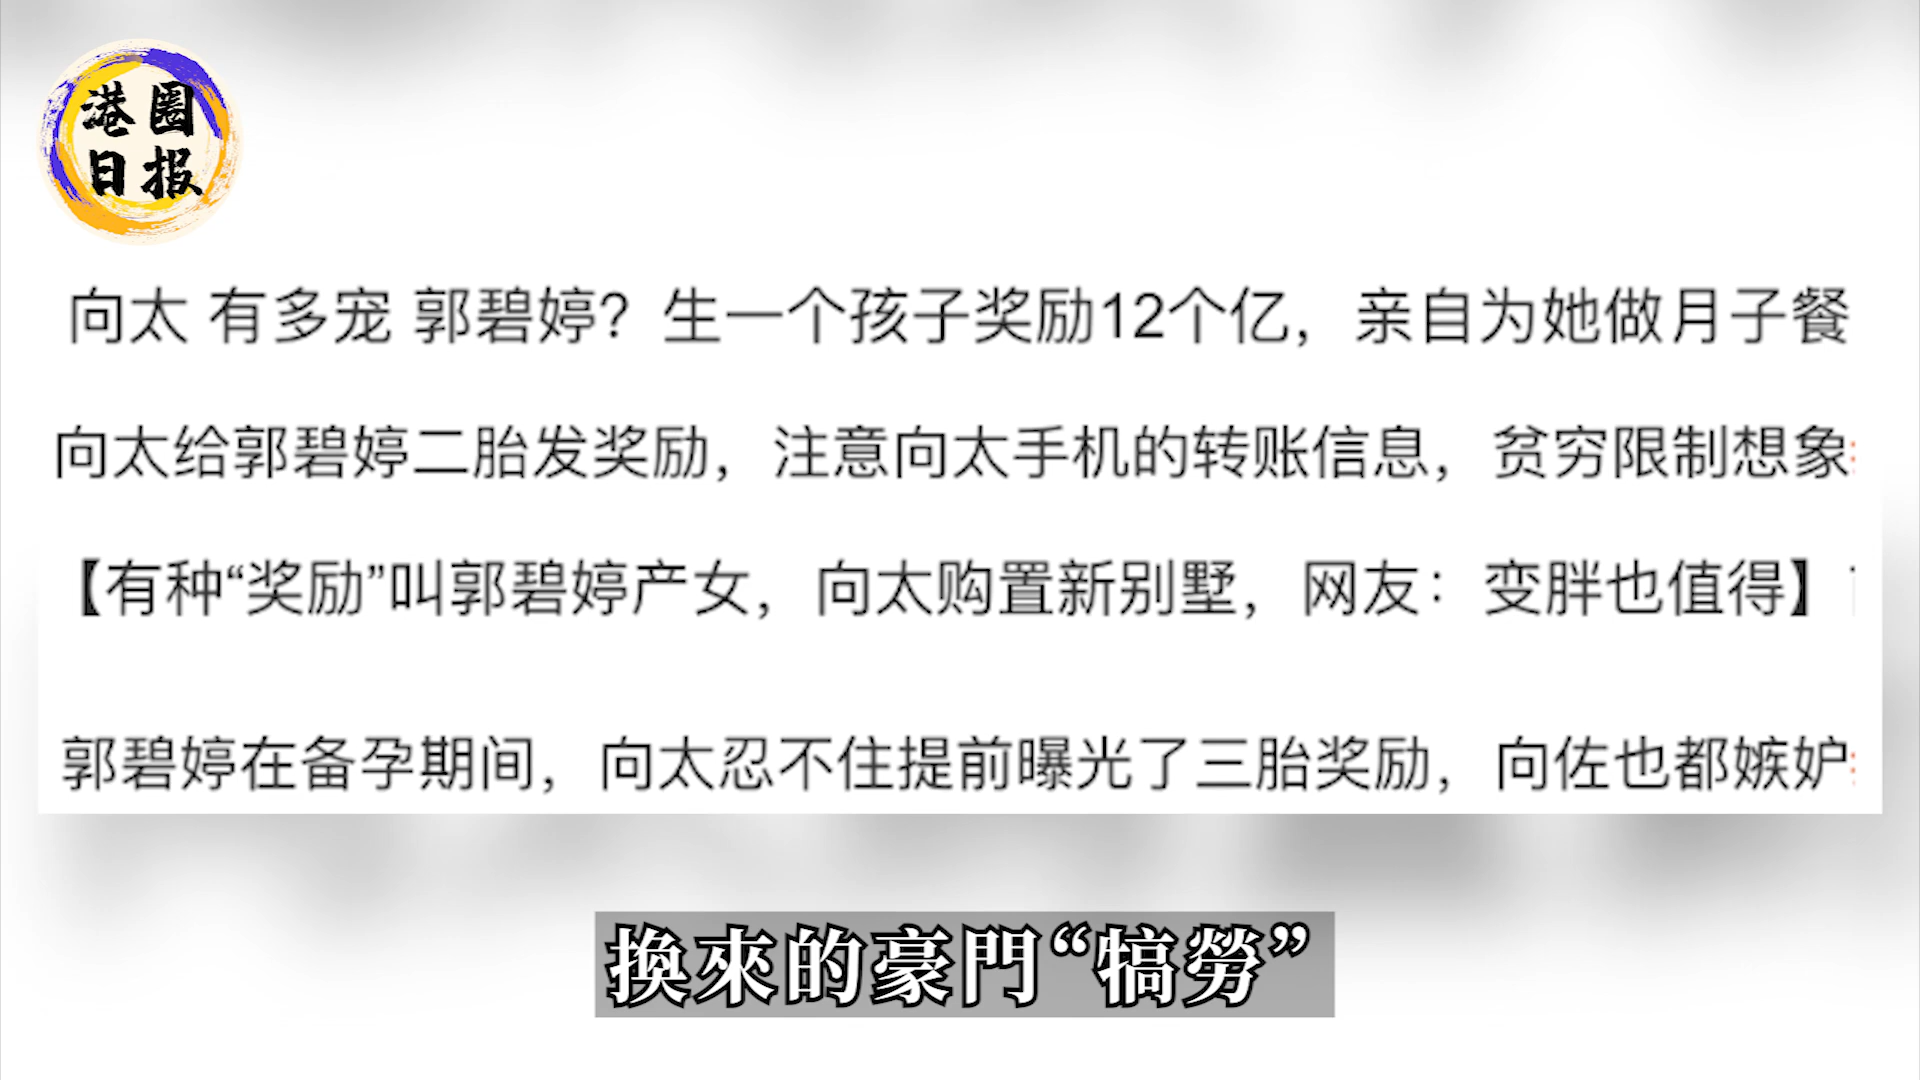 港圈
日报
向太 有多宠 郭碧婷？生一个孩子奖励12个亿，亲自为她做月子餐
向太给郭碧婷二胎发奖励，注意向太手机的转账信息，贫穷限制想象
【有种“奖励”叫郭碧婷产女，向太购置新别墅，网友：变胖也值得】
郭碧婷在备孕期间，向太忍不住提前曝光了三胎奖励，向佐也都嫉妒
換來的豪門“犒勞”